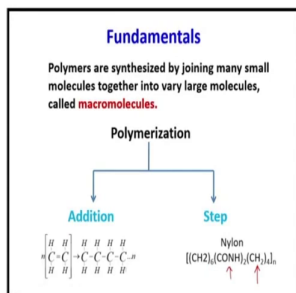 Fundamentals
Polymers are synthesized by joining many small
molecules together into vary large molecules,
called macromolecules.
Polymerization
Addition
Step
H H H H H H
n C=C → C-C-C-C...n
H H H H H H
Nylon
[(CH2)6(CONH)2(CH2)4]n